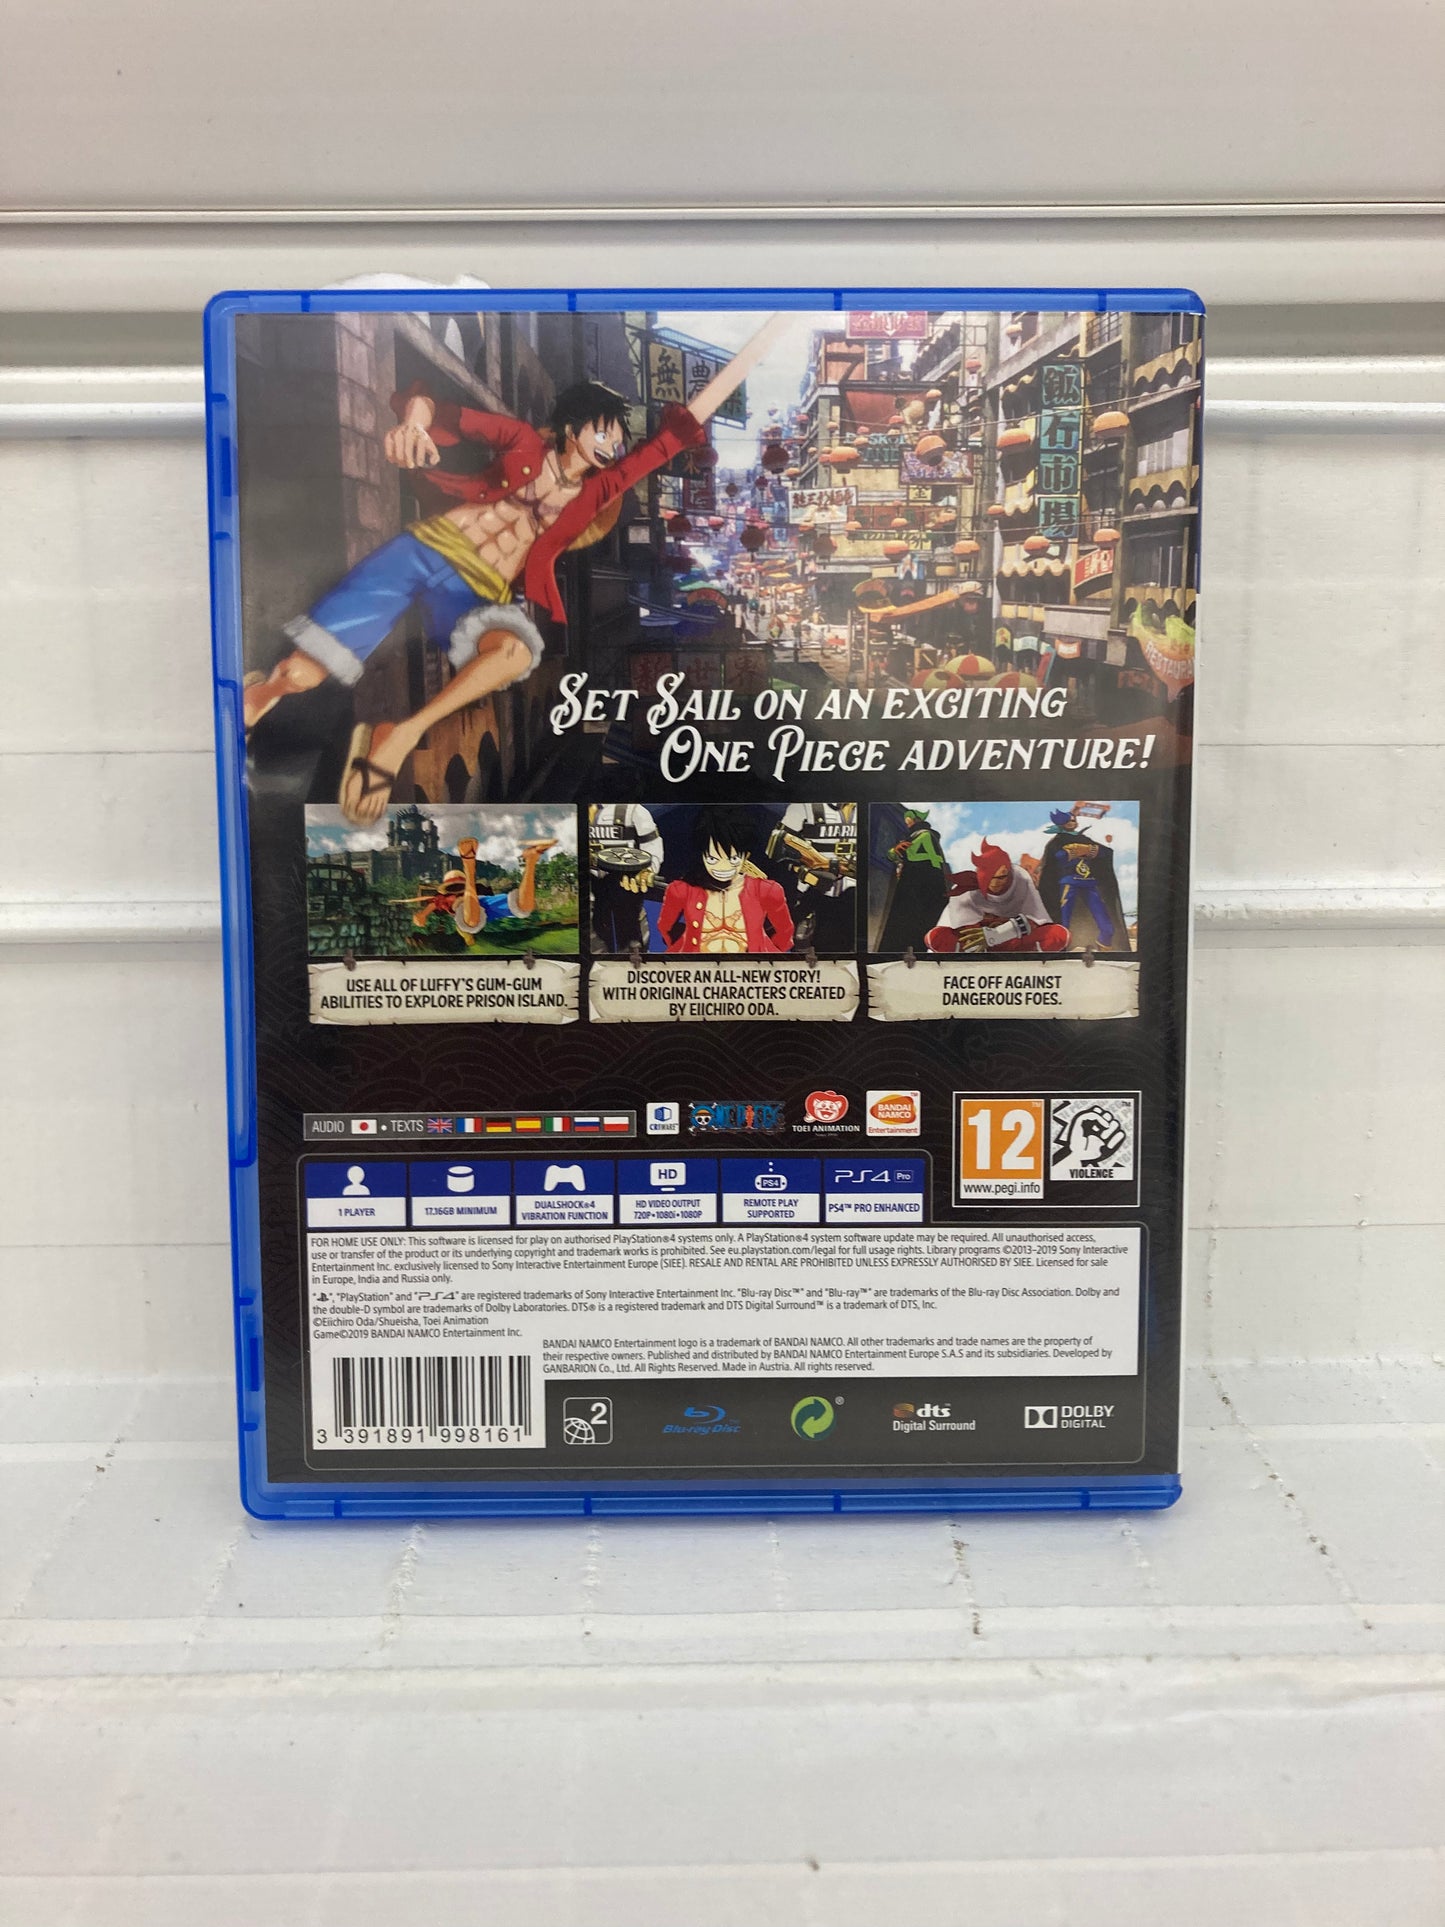 無 農
鉱石市場
SET SAIL ON AN EXCITING
ONE PIECE ADVENTURE!
RINE
MARI
USE ALL OF LUFFY'S GUM-GUM
ABILITIES TO EXPLORE PRISON ISLAND.
DISCOVER AN ALL-NEW STORY!
WITH ORIGINAL CHARACTERS CREATED
BY EIICHIRO ODA.
FACE OFF AGAINST
DANGEROUS FOES.
AUDIO • TEXTS
CRIWARE™
ONE PIECE
TOEI ANIMATION
BANDAI
NAMCO
Entertainment
12
www.pegi.info
VIOLENCE
1 PLAYER
17.16GB MINIMUM
DUALSHOCK®4
VIBRATION FUNCTION
HD
HD VIDEO OUTPUT
720P•1080i•1080P
PS4
REMOTE PLAY
SUPPORTED
PS4 Pro
PS4™ PRO ENHANCED
FOR HOME USE ONLY: This software is licensed for play on authorised PlayStation®4 systems only. A PlayStation®4 system software update may be required. All unauthorised access,
use or transfer of the product or its underlying copyright and trademark works is prohibited. See eu.playstation.com/legal for full usage rights. Library programs ©2013-2019 Sony Interactive
Entertainment Inc. exclusively licensed to Sony Interactive Entertainment Europe (SIEE). RESALE AND RENTAL ARE PROHIBITED UNLESS EXPRESSLY AUTHORISED BY SIEE. Licensed for sale
in Europe, India and Russia only.
" ", "PlayStation" and "PS4" are registered trademarks of Sony Interactive Entertainment Inc. "Blu-ray Disc™" and "Blu-ray™" are trademarks of the Blu-ray Disc Association. Dolby and
the double-D symbol are trademarks of Dolby Laboratories. DTS® is a registered trademark and DTS Digital Surround™ is a trademark of DTS, Inc.
©Eiichiro Oda/Shueisha, Toei Animation
Game©2019 BANDAI NAMCO Entertainment Inc.
BANDAI NAMCO Entertainment logo is a trademark of BANDAI NAMCO. All other trademarks and trade names are the property of
their respective owners. Published and distributed by BANDAI NAMCO Entertainment Europe S.A.S and its subsidiaries. Developed by
GANBARION Co., Ltd. All Rights Reserved. Made in Austria. All rights reserved.
3 391891 998161
2
Blu-ray Disc™
®
dts
Digital Surround
DOLBY
DIGITAL